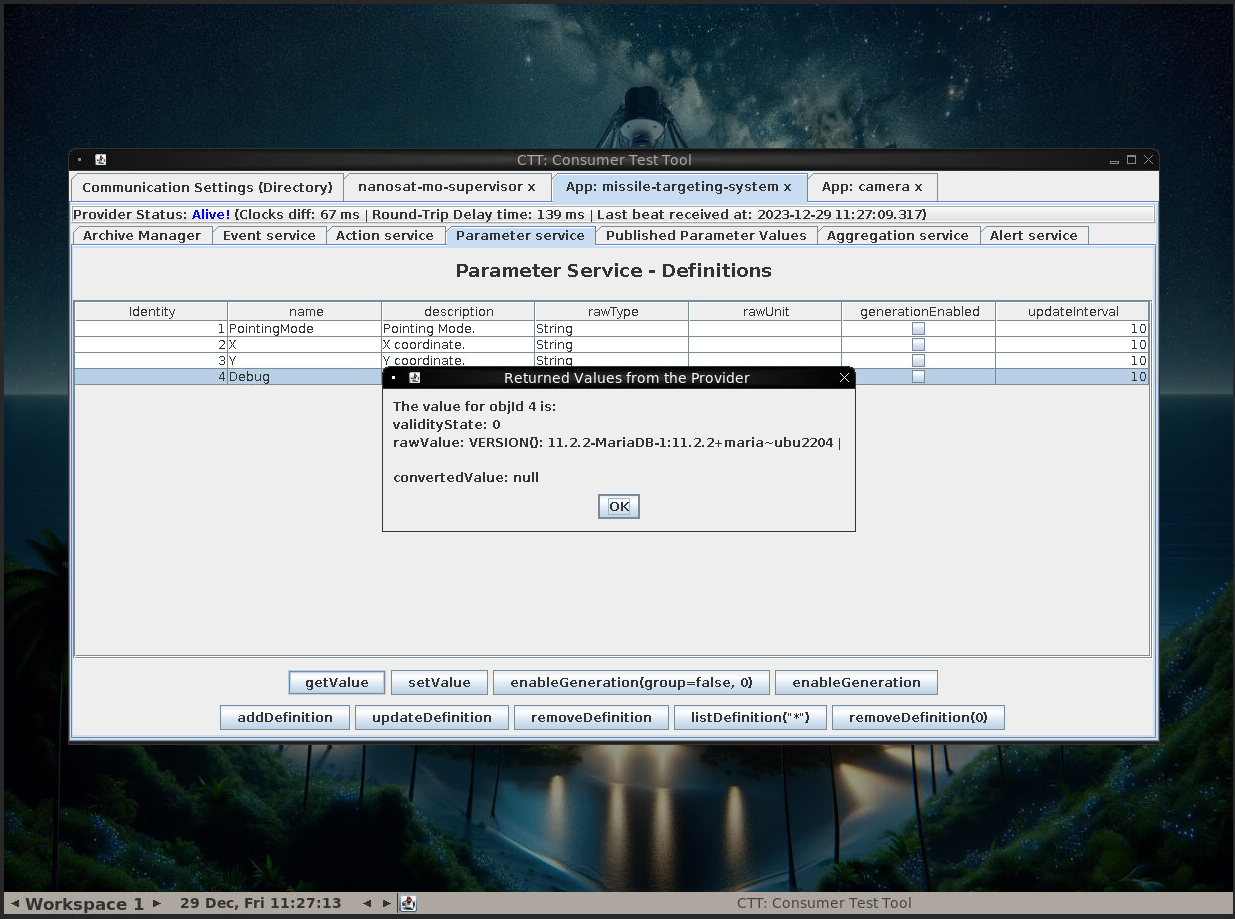 CTT: Consumer Test Tool
Communication Settings (Directory) nanosat-mo-supervisor x App: missile-targeting-system x App: camera x
Provider Status: Alive! (Clocks diff: 67 ms | Round-Trip Delay time: 139 ms | Last beat received at: 2023-12-29 11:27:09.317)
Archive Manager Event service Action service Parameter service Published Parameter Values Aggregation service Alert service
Parameter Service - Definitions
Identity name description rawType rawUnit generationEnabled updateInterval
1 PointingMode Pointing Mode. String 10
2 X X coordinate. String 10
3 Y Y coordinate. String 10
4 Debug 10
Returned Values from the Provider
The value for objId 4 is:
validityState: 0
rawValue: VERSION(): 11.2.2-MariaDB-1:11.2.2+maria~ubu2204 |
convertedValue: null
OK
getValue setValue enableGeneration(group=false, 0) enableGeneration
addDefinition updateDefinition removeDefinition listDefinition("*") removeDefinition(0)
Workspace 1 29 Dec, Fri 11:27:13 CTT: Consumer Test Tool